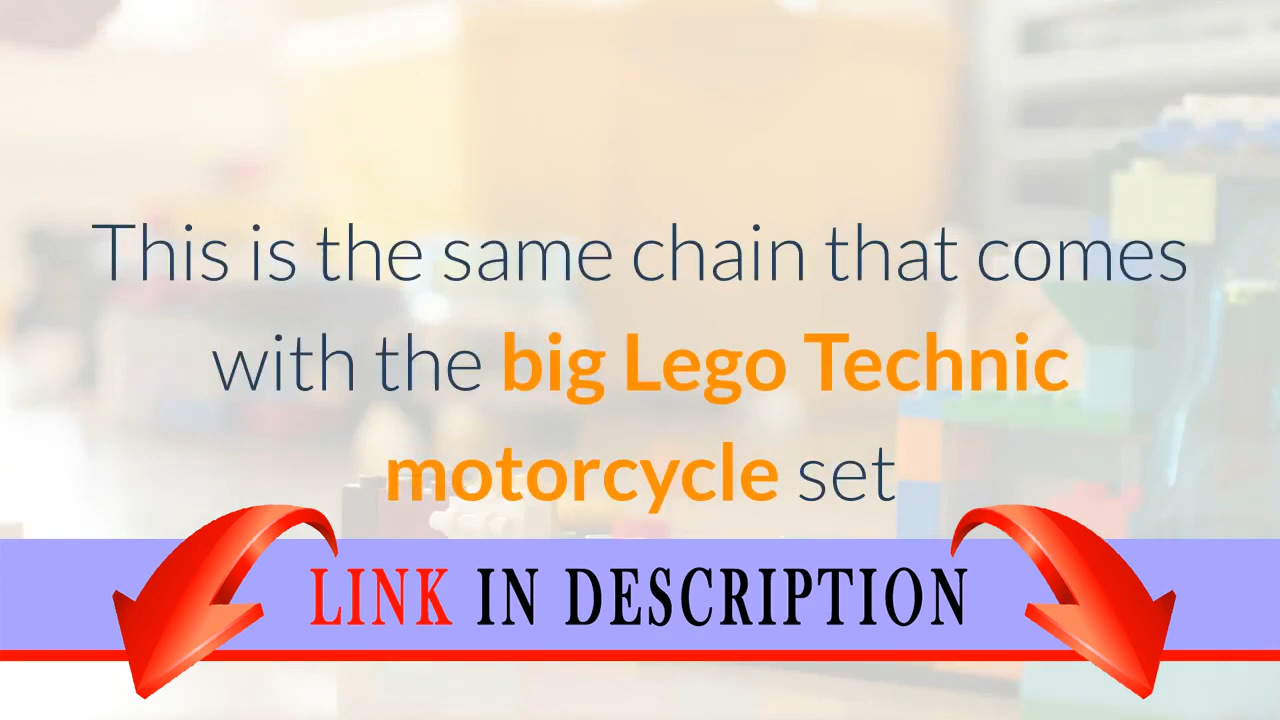 This is the same chain that comes
with the big Lego Technic
motorcycle set
LINK IN DESCRIPTION